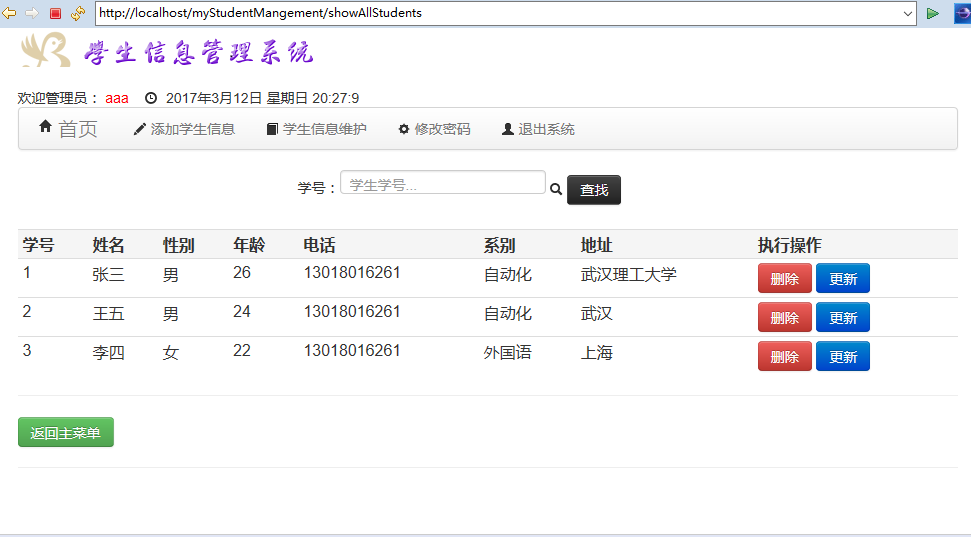 http://localhost/myStudentMangement/showAllStudents
學生信息管理系統
欢迎管理员： aaa 2017年3月12日 星期日 20:27:9
首页 添加学生信息 学生信息维护 修改密码 退出系统
学号： 学生学号... 查找
学号 姓名 性别 年龄 电话 系别 地址 执行操作
1 张三 男 26 13018016261 自动化 武汉理工大学 删除 更新
2 王五 男 24 13018016261 自动化 武汉 删除 更新
3 李四 女 22 13018016261 外国语 上海 删除 更新
返回主菜单